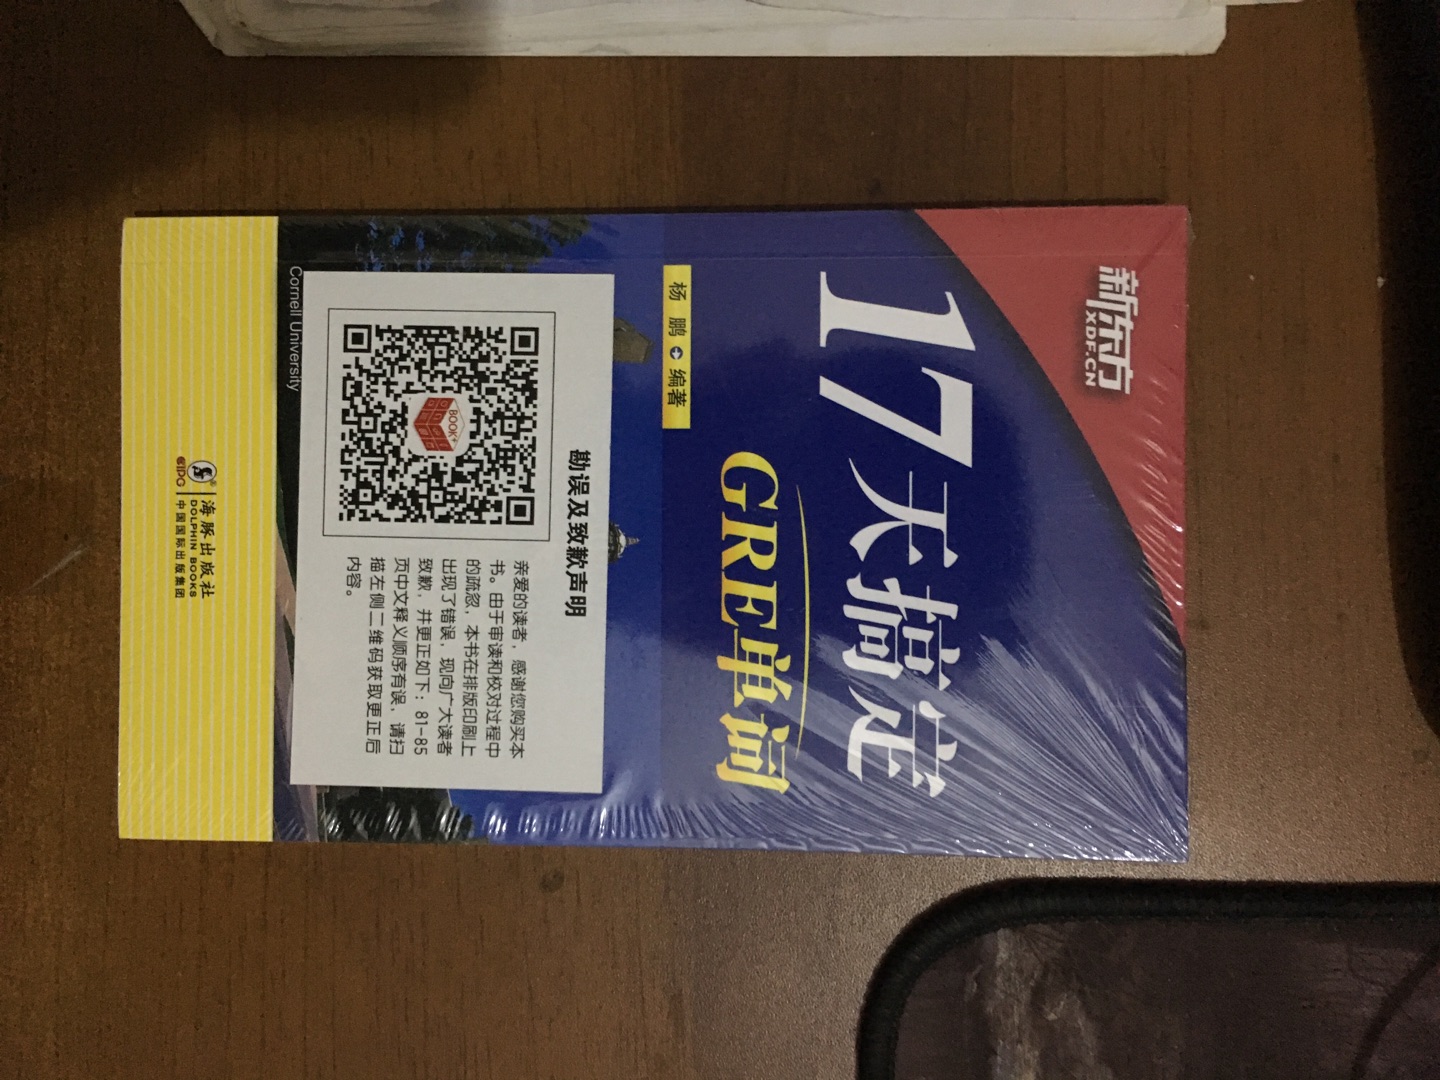 新东方
XDF.CN
17天搞定
GRE单词
杨 鹏 编著
勘误及致歉声明
BOOK+
亲爱的读者，感谢您购买本
书。由于审读和校对过程中
的疏忽，本书在排版印刷上
出现了错误，现向广大读者
致歉，并更正如下：81-85
页中文释义顺序有误，请扫
描左侧二维码获取更正后
内容。
Cornell University
海豚出版社
DOLPHIN BOOKS
CIPG 中国国际出版集团